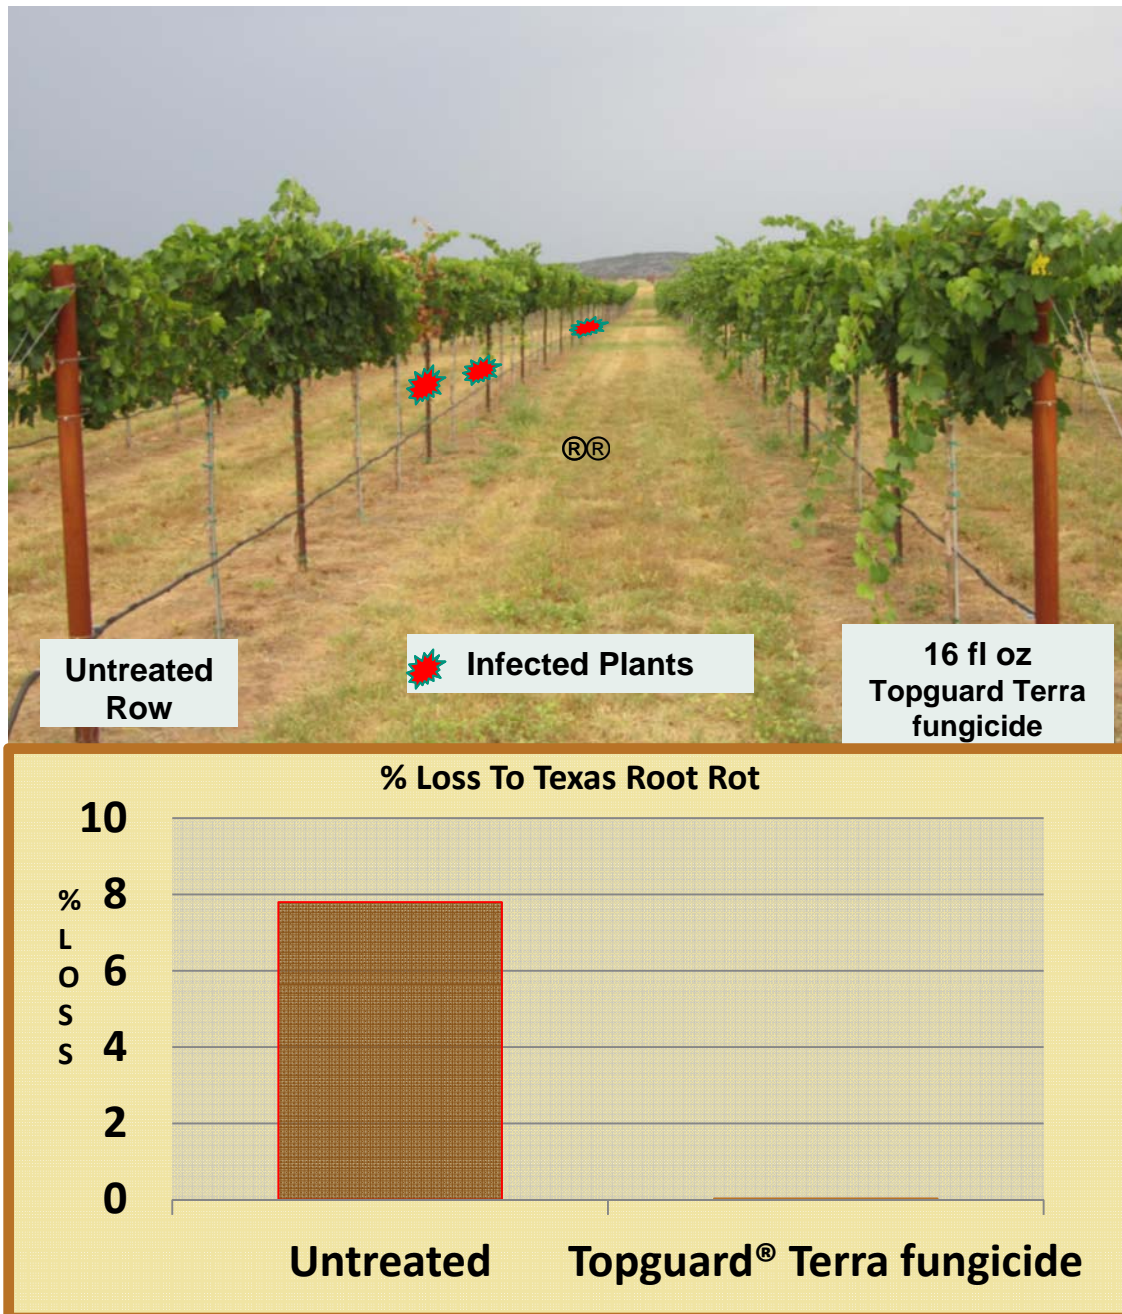 ®®
Untreated
Row
Infected Plants
16 fl oz
Topguard Terra
fungicide
% Loss To Texas Root Rot
10
8
6
4
2
0
% LOSS
Untreated
Topguard® Terra fungicide